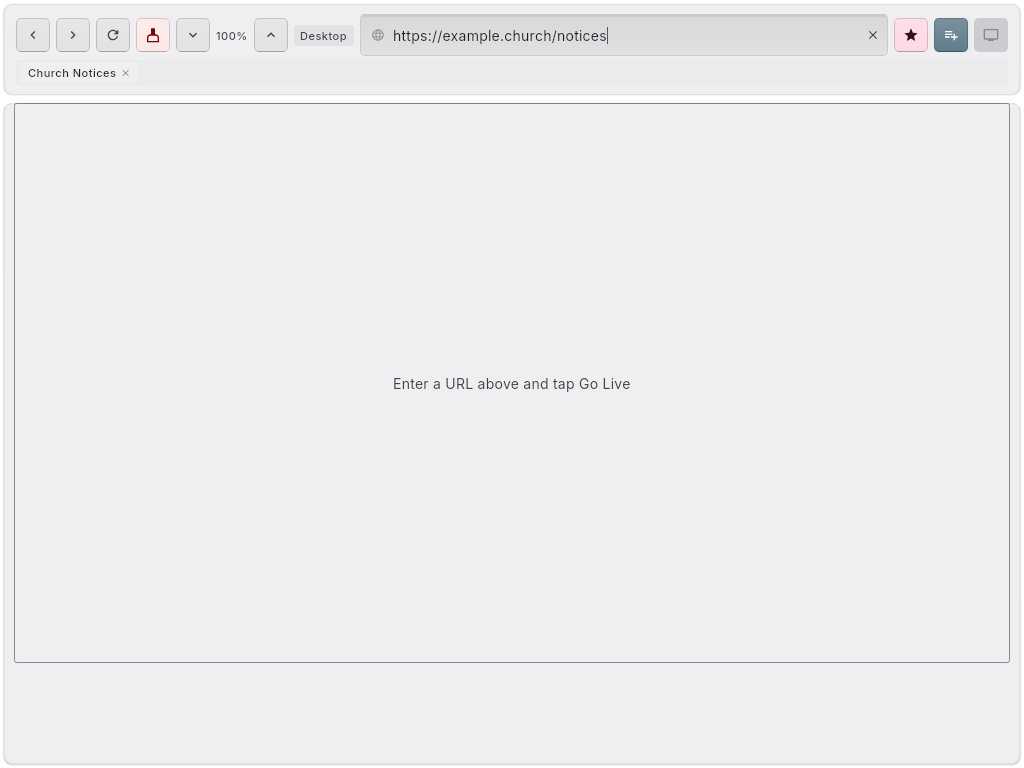 100%
Desktop
https://example.church/notices
Church Notices
Enter a URL above and tap Go Live